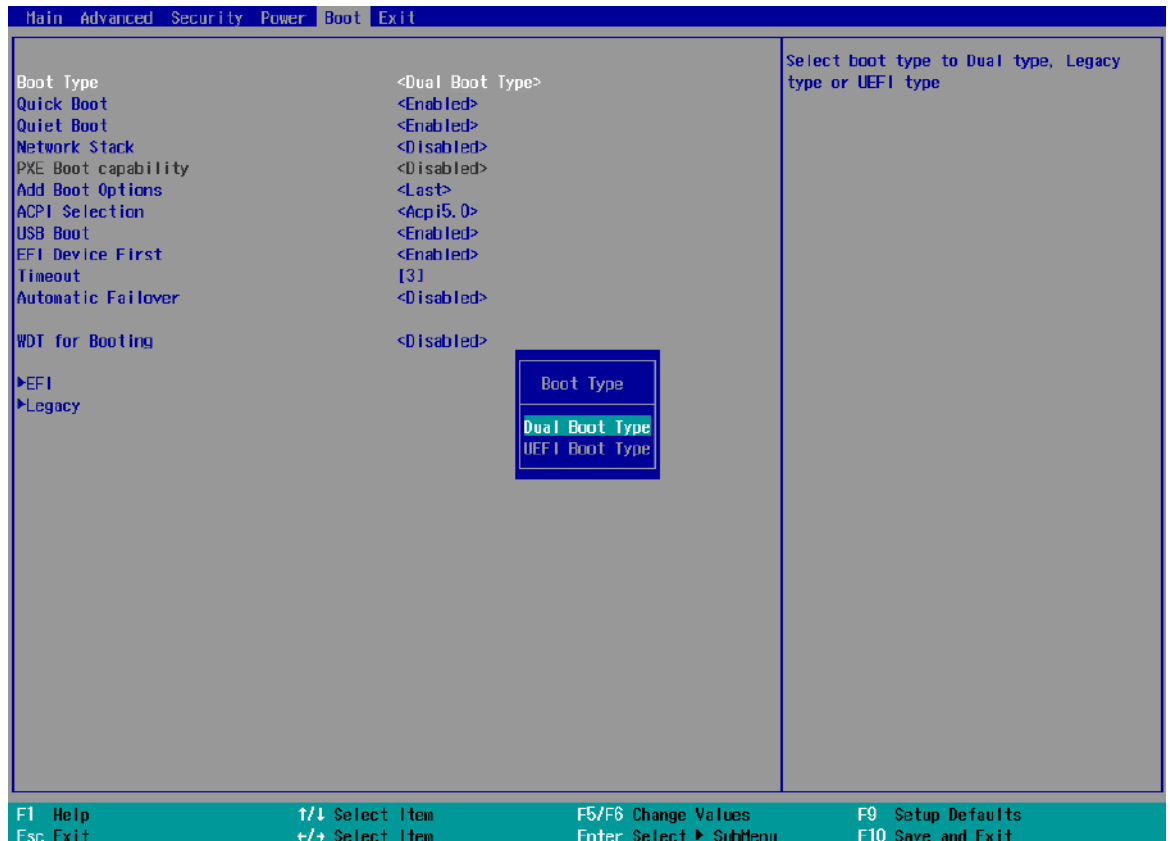 Main Advanced Security Power Boot Exit
Boot Type <Dual Boot Type>
Quick Boot <Enabled>
Quiet Boot <Enabled>
Network Stack <Disabled>
PXE Boot capability <Disabled>
Add Boot Options <Last>
ACPI Selection <Acpi5.0>
USB Boot <Enabled>
EFI Device First <Enabled>
Timeout [3]
Automatic Failover <Disabled>
WDT for Booting <Disabled>
▶EFI
▶Legacy
Boot Type
Dual Boot Type
UEFI Boot Type
Select boot type to Dual type, Legacy
type or UEFI type
F1 Help ↑/↓ Select Item F5/F6 Change Values F9 Setup Defaults
Esc Exit ←/→ Select Item Enter Select ▶ SubMenu F10 Save and Exit